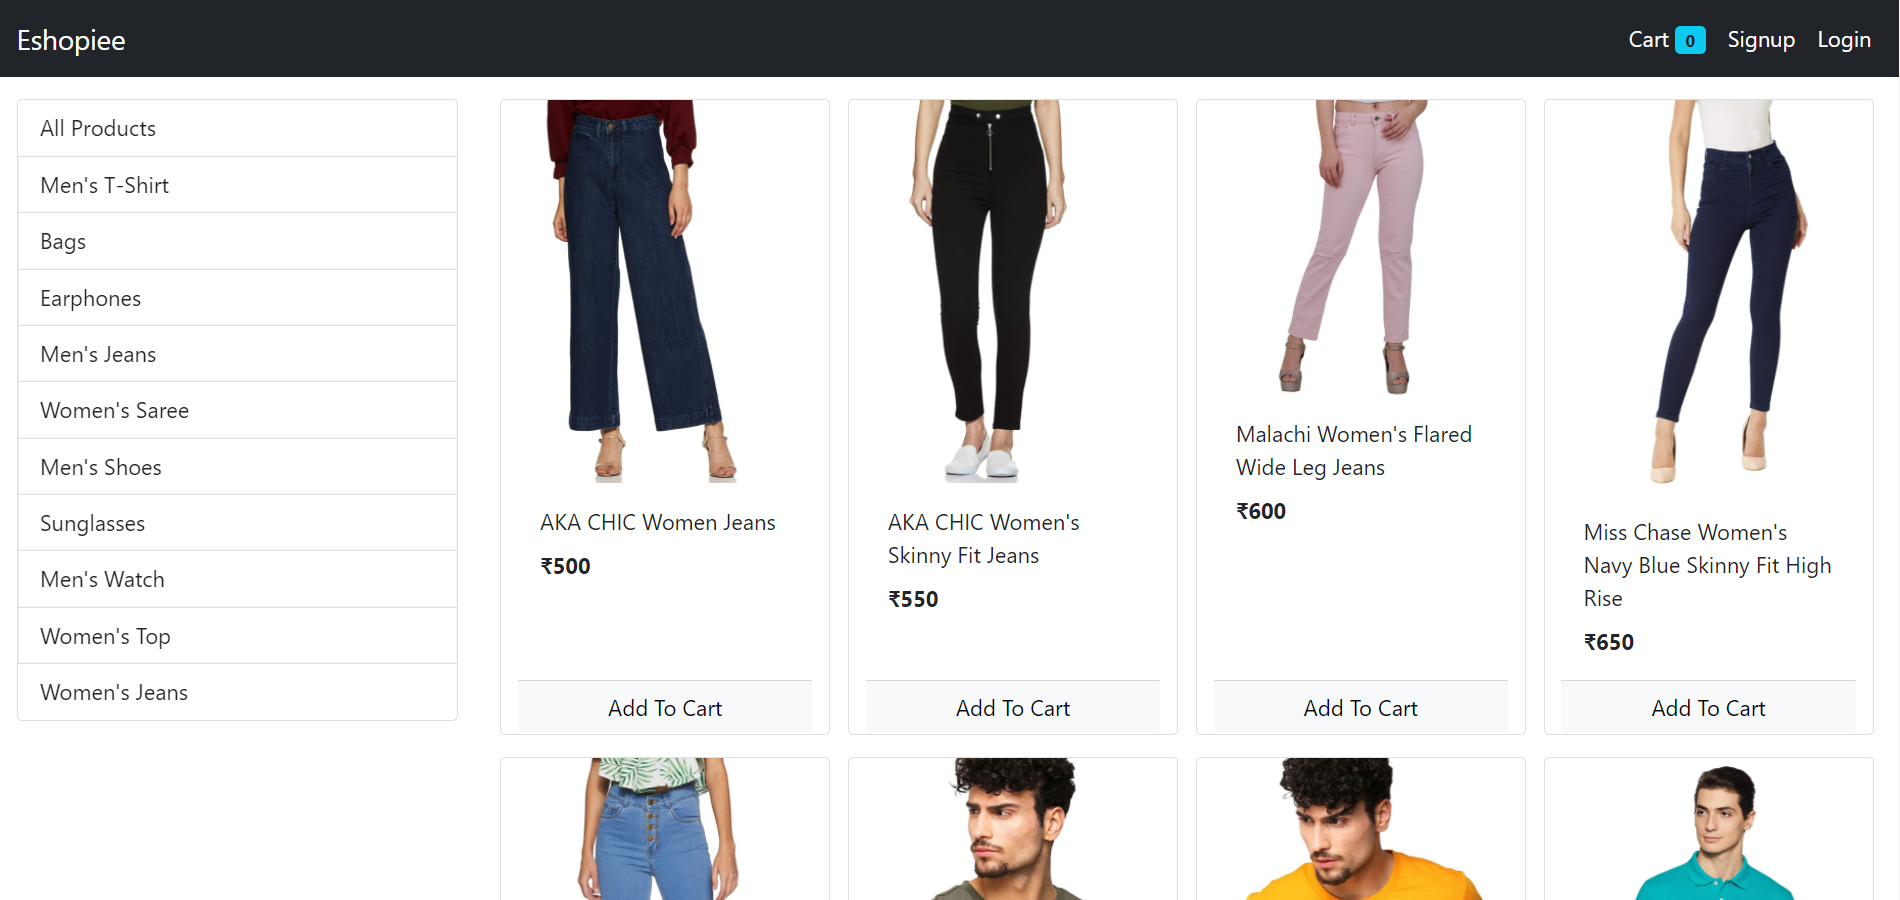 Eshopiee
Cart 0 Signup Login
All Products
Men's T-Shirt
Bags
Earphones
Men's Jeans
Women's Saree
Men's Shoes
Sunglasses
Men's Watch
Women's Top
Women's Jeans
AKA CHIC Women Jeans
₹500
Add To Cart
AKA CHIC Women's
Skinny Fit Jeans
₹550
Add To Cart
Malachi Women's Flared
Wide Leg Jeans
₹600
Add To Cart
Miss Chase Women's
Navy Blue Skinny Fit High
Rise
₹650
Add To Cart